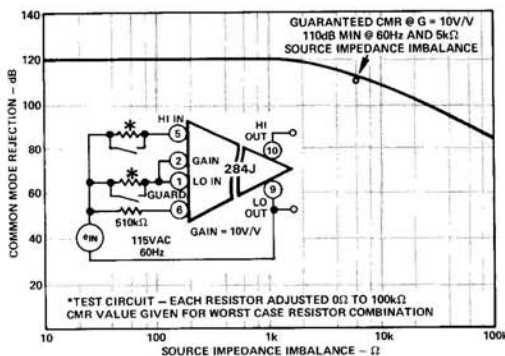 GUARANTEED CMR @ G = 10V/V
110dB MIN @ 60Hz AND 5kΩ
SOURCE IMPEDANCE IMBALANCE
COMMON MODE REJECTION – dB
140
120
100
80
60
40
20
HI IN
*
5
2
GAIN
*
1
LO IN
GUARD
510kΩ
6
284J
HI
OUT
10
9
LO
OUT
GAIN = 10V/V
eIN
115VAC
60Hz
*TEST CIRCUIT – EACH RESISTOR ADJUSTED 0Ω TO 100kΩ
CMR VALUE GIVEN FOR WORST CASE RESISTOR COMBINATION
10
100
1k
10k
100k
SOURCE IMPEDANCE IMBALANCE – Ω